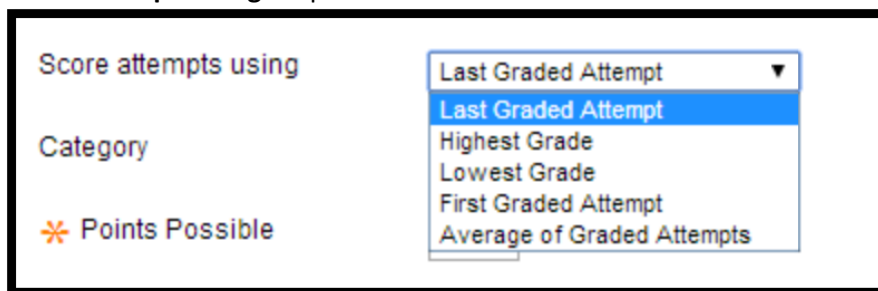 Score attempts using
Last Graded Attempt
Last Graded Attempt
Highest Grade
Lowest Grade
First Graded Attempt
Average of Graded Attempts
Category
Points Possible